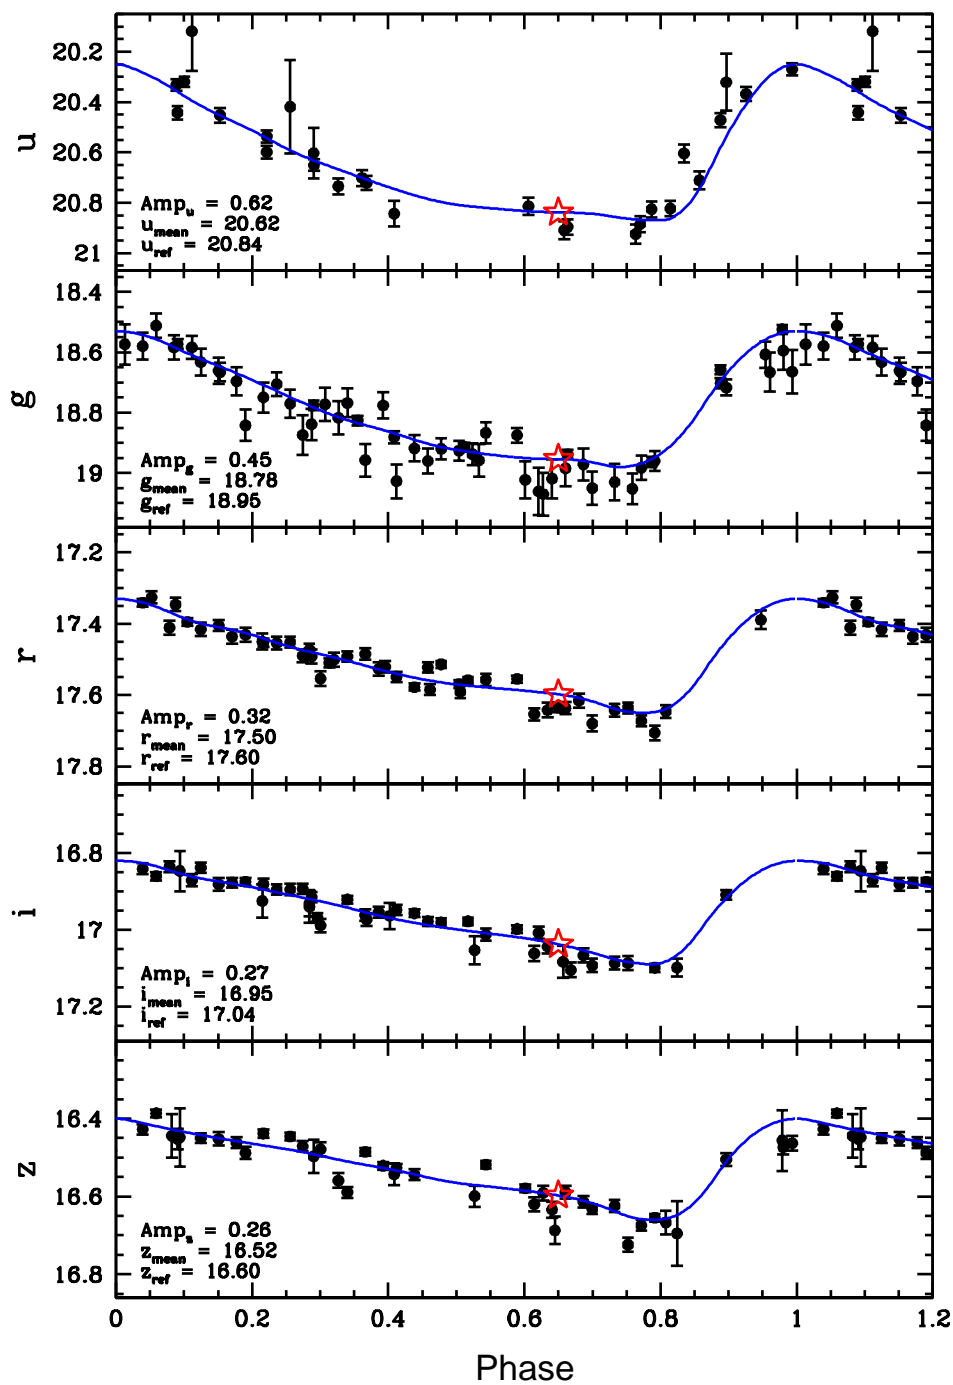 20.2
20.4
20.6
20.8
21
u
Amp_u = 0.62
u_mean = 20.62
u_ref = 20.84
18.4
18.6
18.8
19
g
Amp_g = 0.45
g_mean = 18.78
g_ref = 18.95
17.2
17.4
17.6
17.8
r
Amp_r = 0.32
r_mean = 17.50
r_ref = 17.60
16.8
17
17.2
i
Amp_i = 0.27
i_mean = 16.95
i_ref = 17.04
16.4
16.6
16.8
z
Amp_z = 0.26
z_mean = 16.52
z_ref = 16.60
0 0.2 0.4 0.6 0.8 1 1.2
Phase